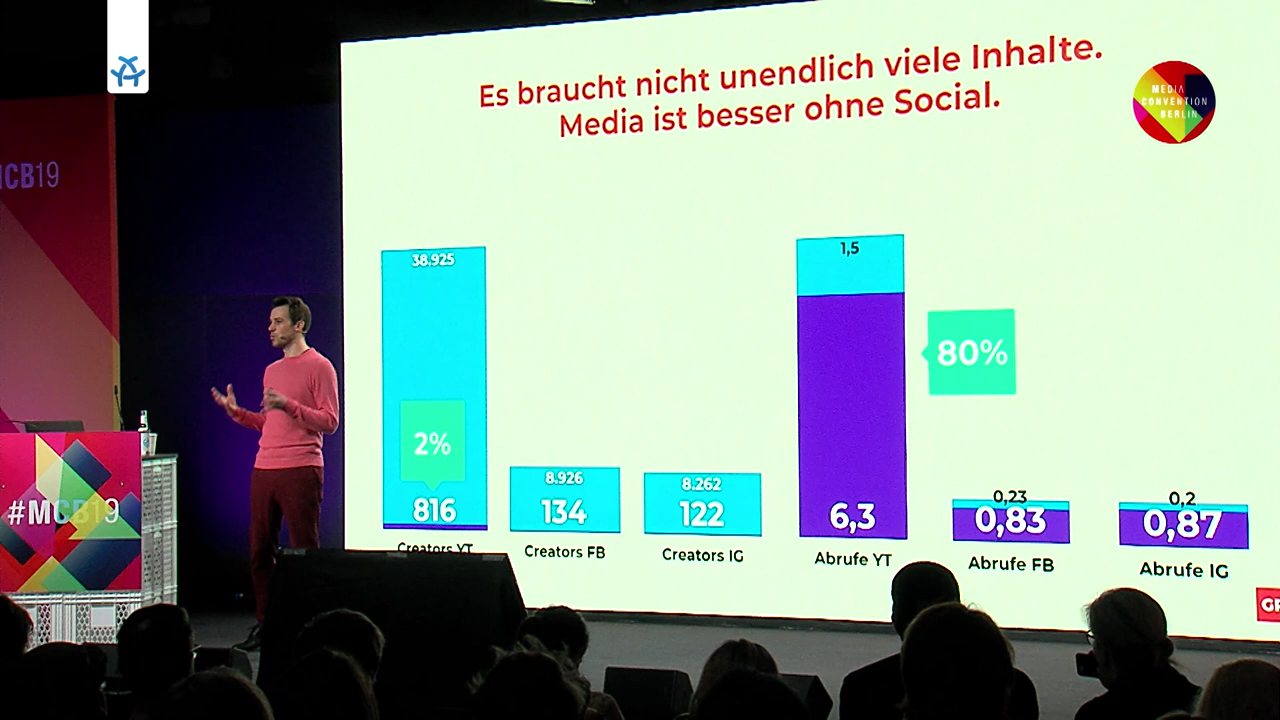 Es braucht nicht unendlich viele Inhalte.
Media ist besser ohne Social.
MEDIA
CONVENTION
BERLIN
MCB19
38.925
2%
816
Creators YT
8.926
134
Creators FB
8.262
122
Creators IG
1,5
80%
6,3
Abrufe YT
0,23
0,83
Abrufe FB
0,2
0,87
Abrufe IG
#MCB19